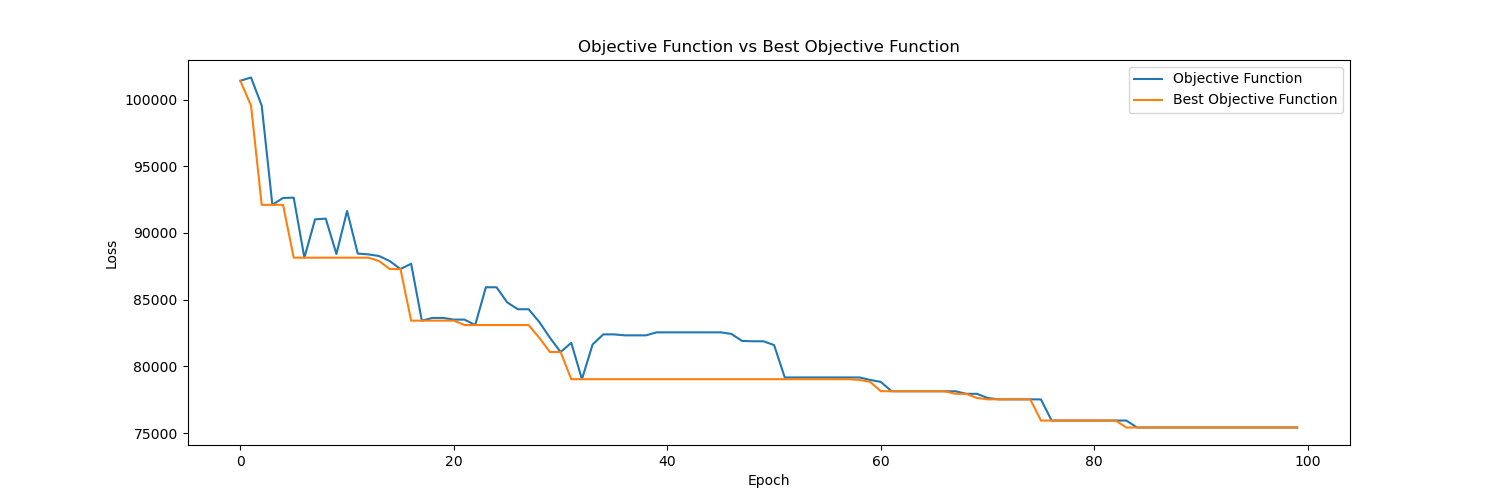 Objective Function vs Best Objective Function
Objective Function
Best Objective Function
100000
95000
90000
85000
80000
75000
Loss
0 20 40 60 80 100
Epoch